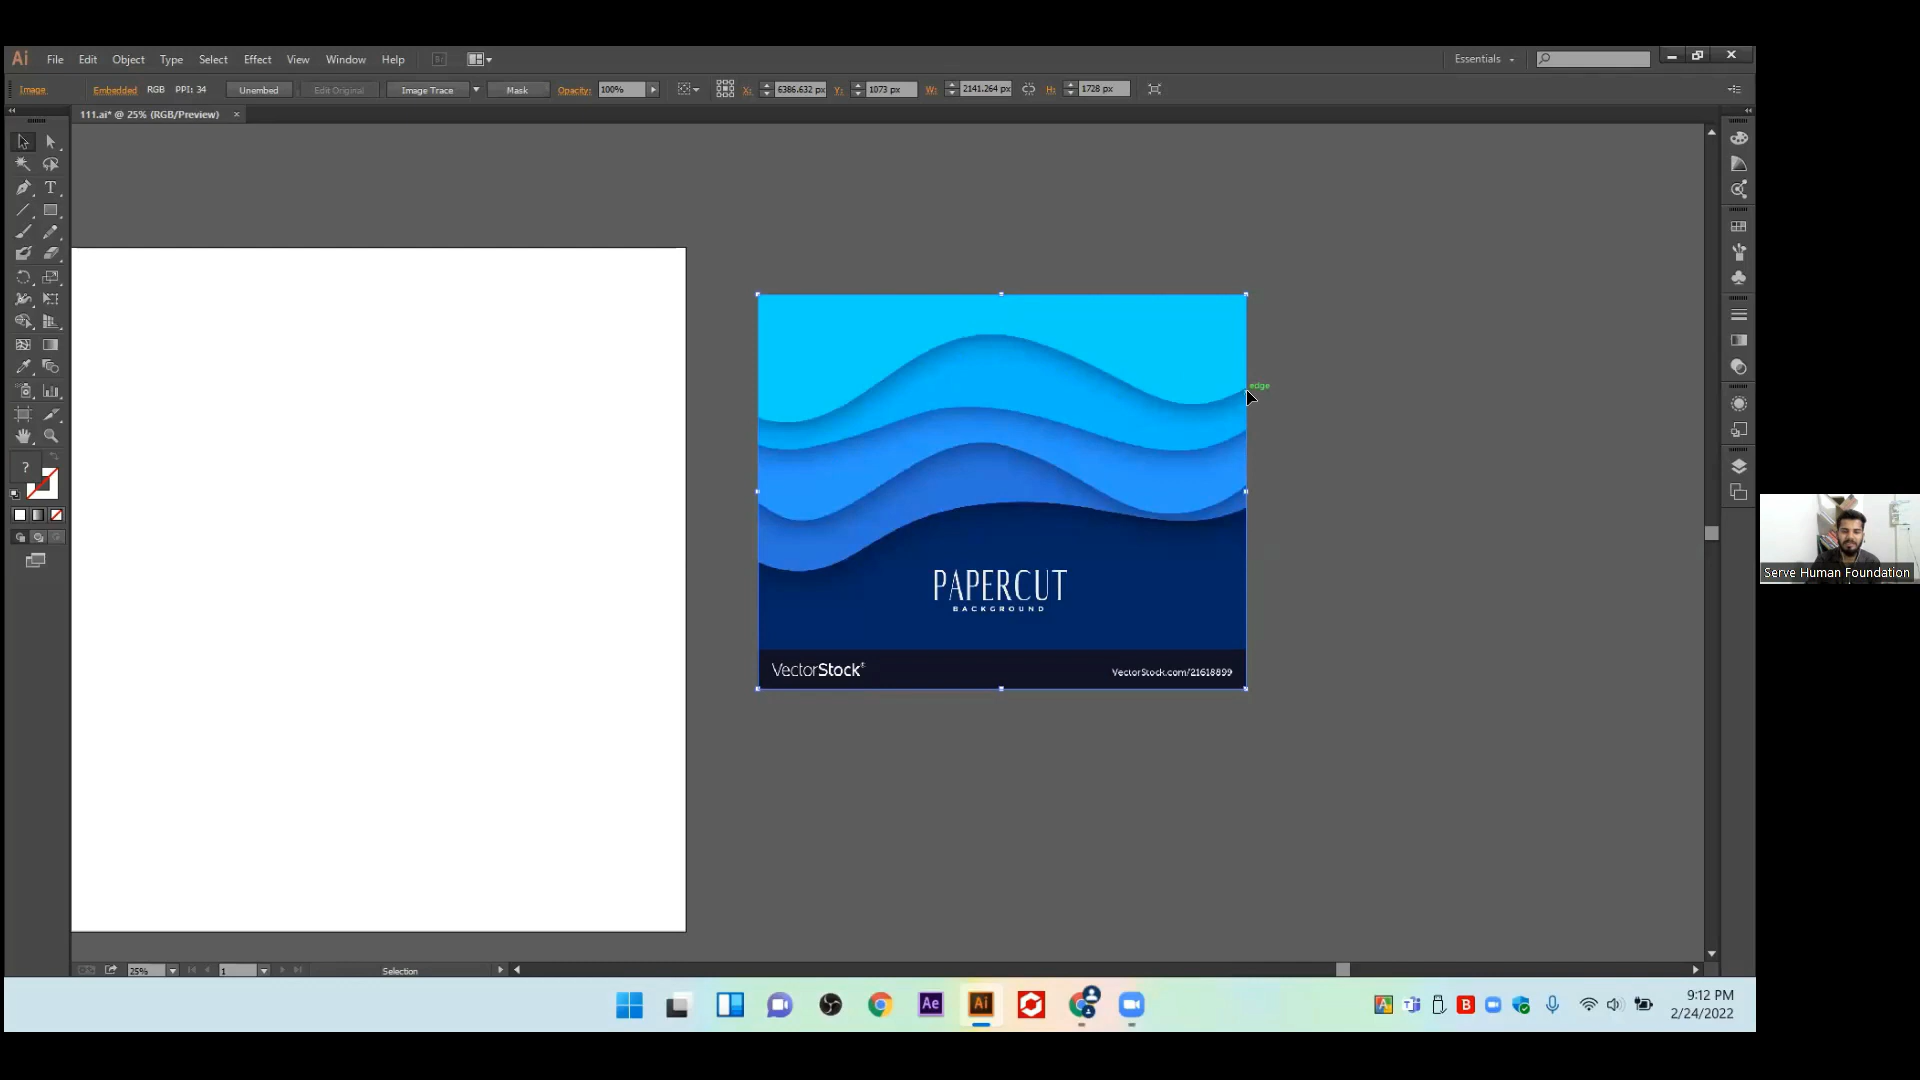 Ai File Edit Object Type Select Effect View Window Help Br Essentials
Image Embedded RGB PPI: 34 Unembed Edit Original Image Trace Mask Opacity: 100% X: 6386.632 px Y: 1073 px W: 2141.264 px H: 1728 px
111.ai* @ 25% (RGB/Preview) ×
T
edge
?
PAPERCUT
BACKGROUND
VectorStock®
VectorStock.com/21618899
Serve Human Foundation
25% 1 Selection
Ae Ai B
9:12 PM
2/24/2022